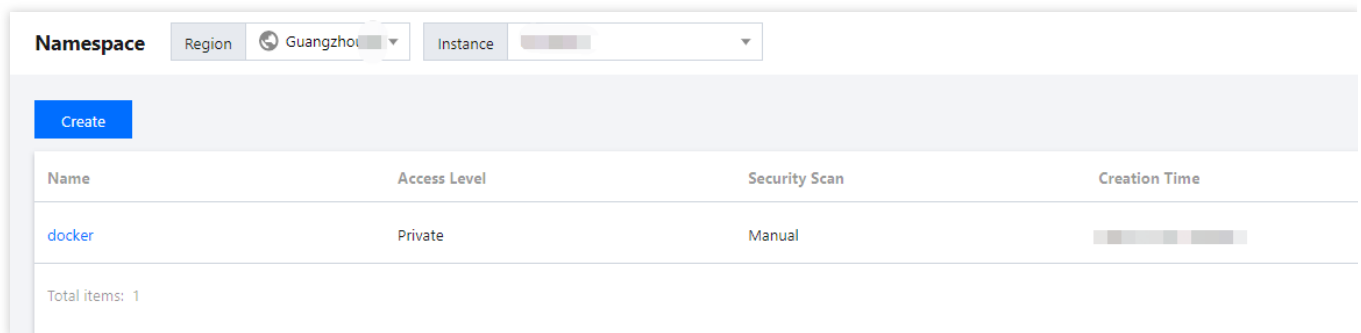 Namespace Region Guangzhou Instance
Create
Name Access Level Security Scan Creation Time
docker Private Manual
Total items: 1